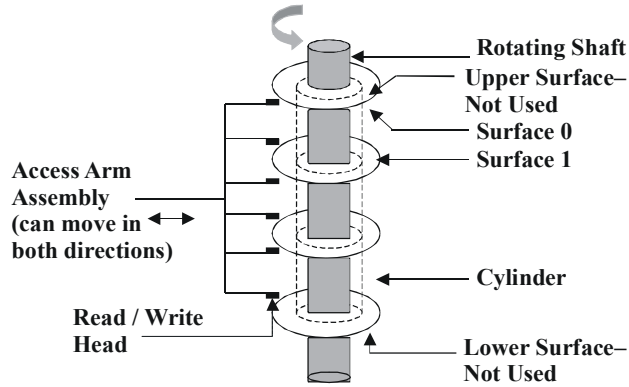 Rotating Shaft
Upper Surface–
Not Used
Surface 0
Surface 1
Access Arm
Assembly
(can move in
both directions)
Cylinder
Read / Write
Head
Lower Surface–
Not Used